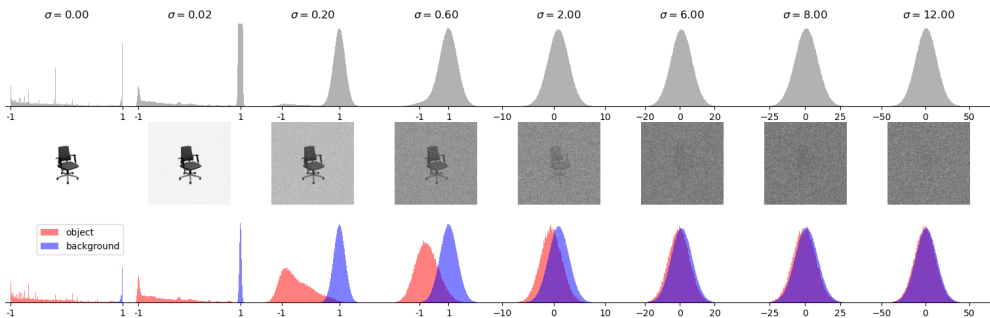 σ = 0.00 σ = 0.02 σ = 0.20 σ = 0.60 σ = 2.00 σ = 6.00 σ = 8.00 σ = 12.00
-1 1 -1 1 -1 1 -1 1 −10 0 10 −20 0 20 −25 0 25 −50 0 50
object
background
-1 1 -1 1 -1 1 -1 1 −10 0 10 −20 0 20 −25 0 25 −50 0 50